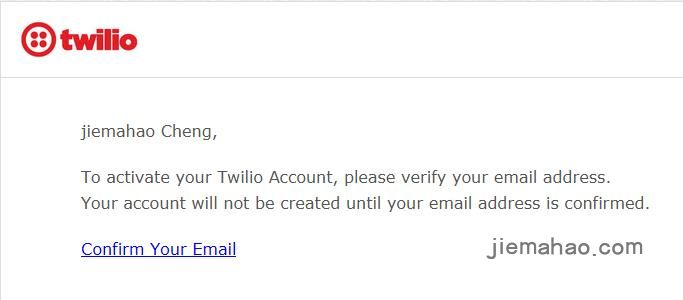 twilio
jiemahao Cheng,
To activate your Twilio Account, please verify your email address.
Your account will not be created until your email address is confirmed.
Confirm Your Email
jiemahao.com